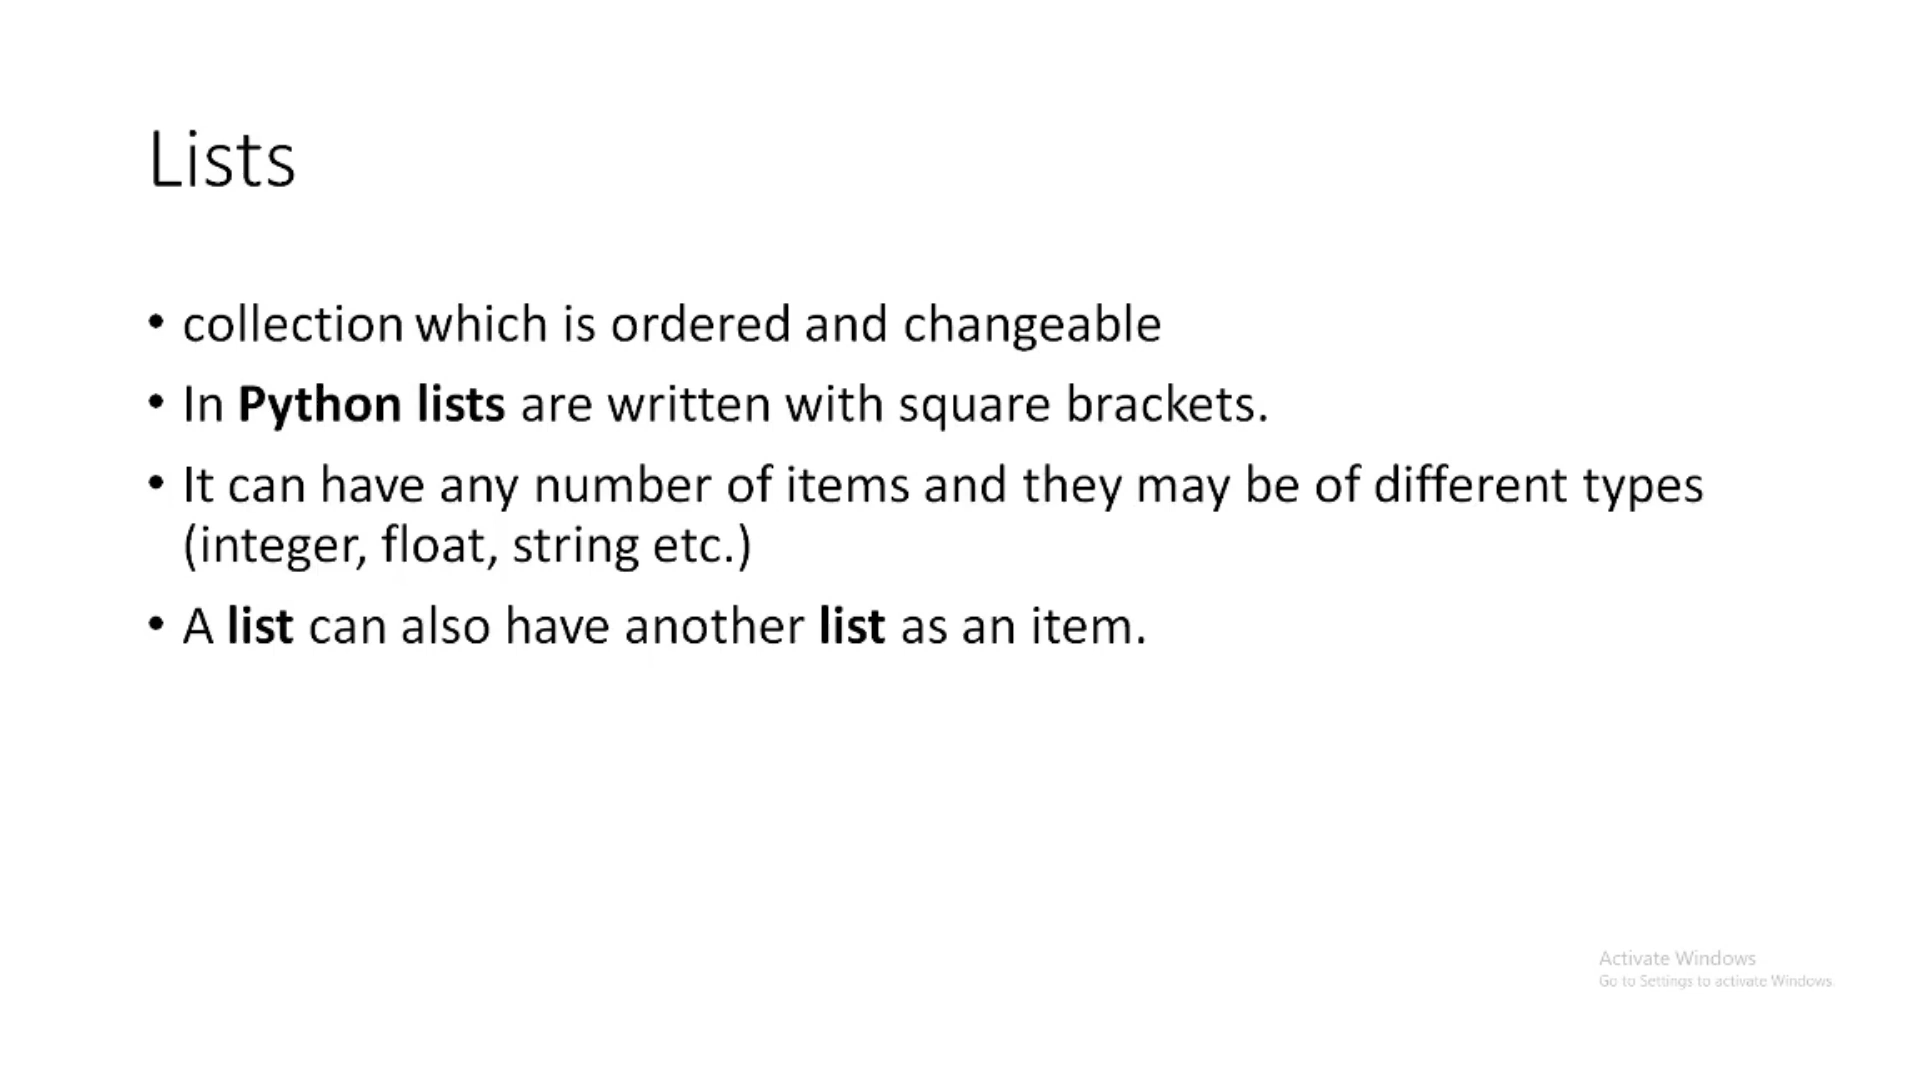 Lists
• collection which is ordered and changeable
• In Python lists are written with square brackets.
• It can have any number of items and they may be of different types
(integer, float, string etc.)
• A list can also have another list as an item.
Activate Windows
Go to Settings to activate Windows.